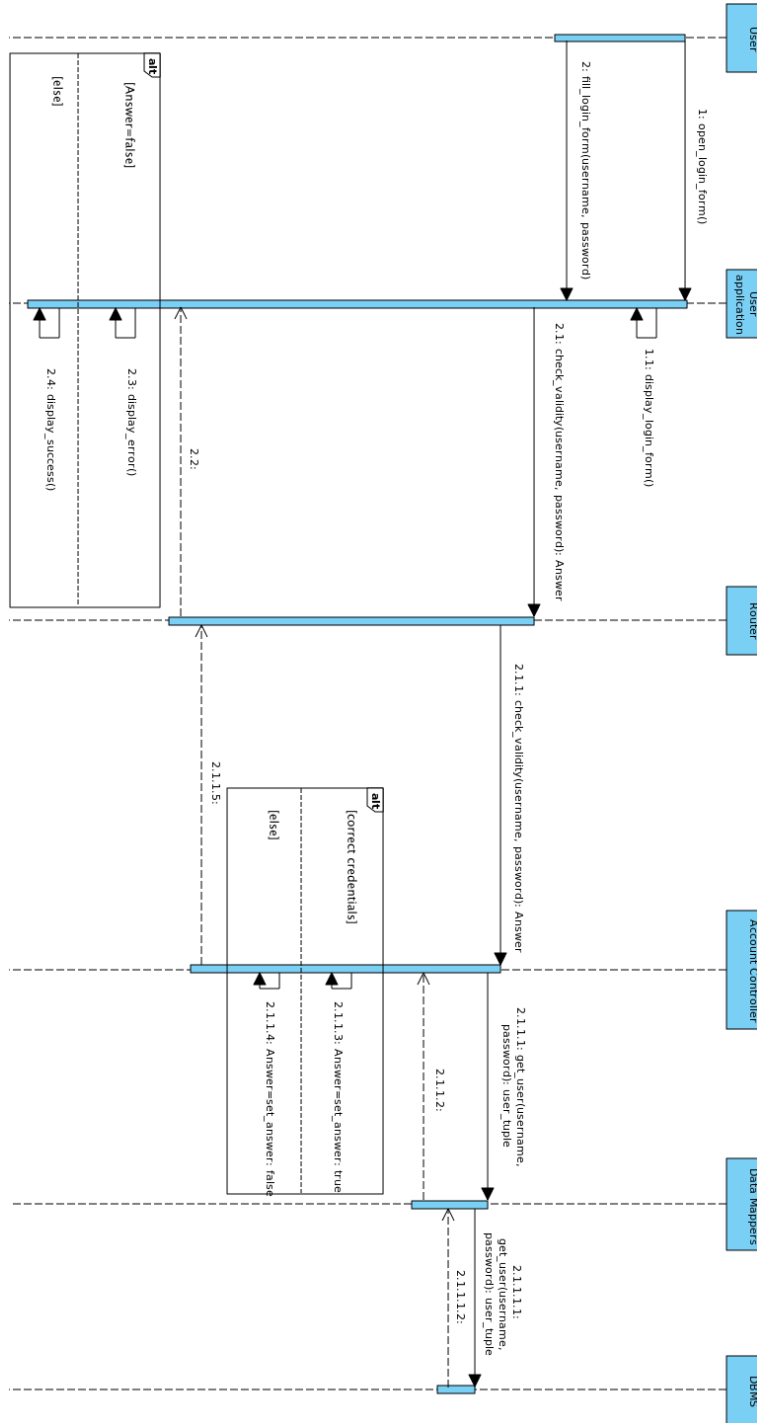 User
User
application
Router
Account Controller
Data Mappers
DBMS
1: open_login_form()
1.1: display_login_form()
2: fill_login_form(username, password)
2.1: check_validity(username, password): Answer
2.1.1: check_validity(username, password): Answer
2.1.1.1: get_user(username,
password): user_tuple
2.1.1.1.1:
get_user(username,
password): user_tuple
2.1.1.1.2:
2.1.1.2:
alt
[correct credentials]
2.1.1.3: Answer=set_answer: true
[else]
2.1.1.4: Answer=set_answer: false
2.1.1.5:
2.2:
alt
[Answer=false]
2.3: display_error()
[else]
2.4: display_success()